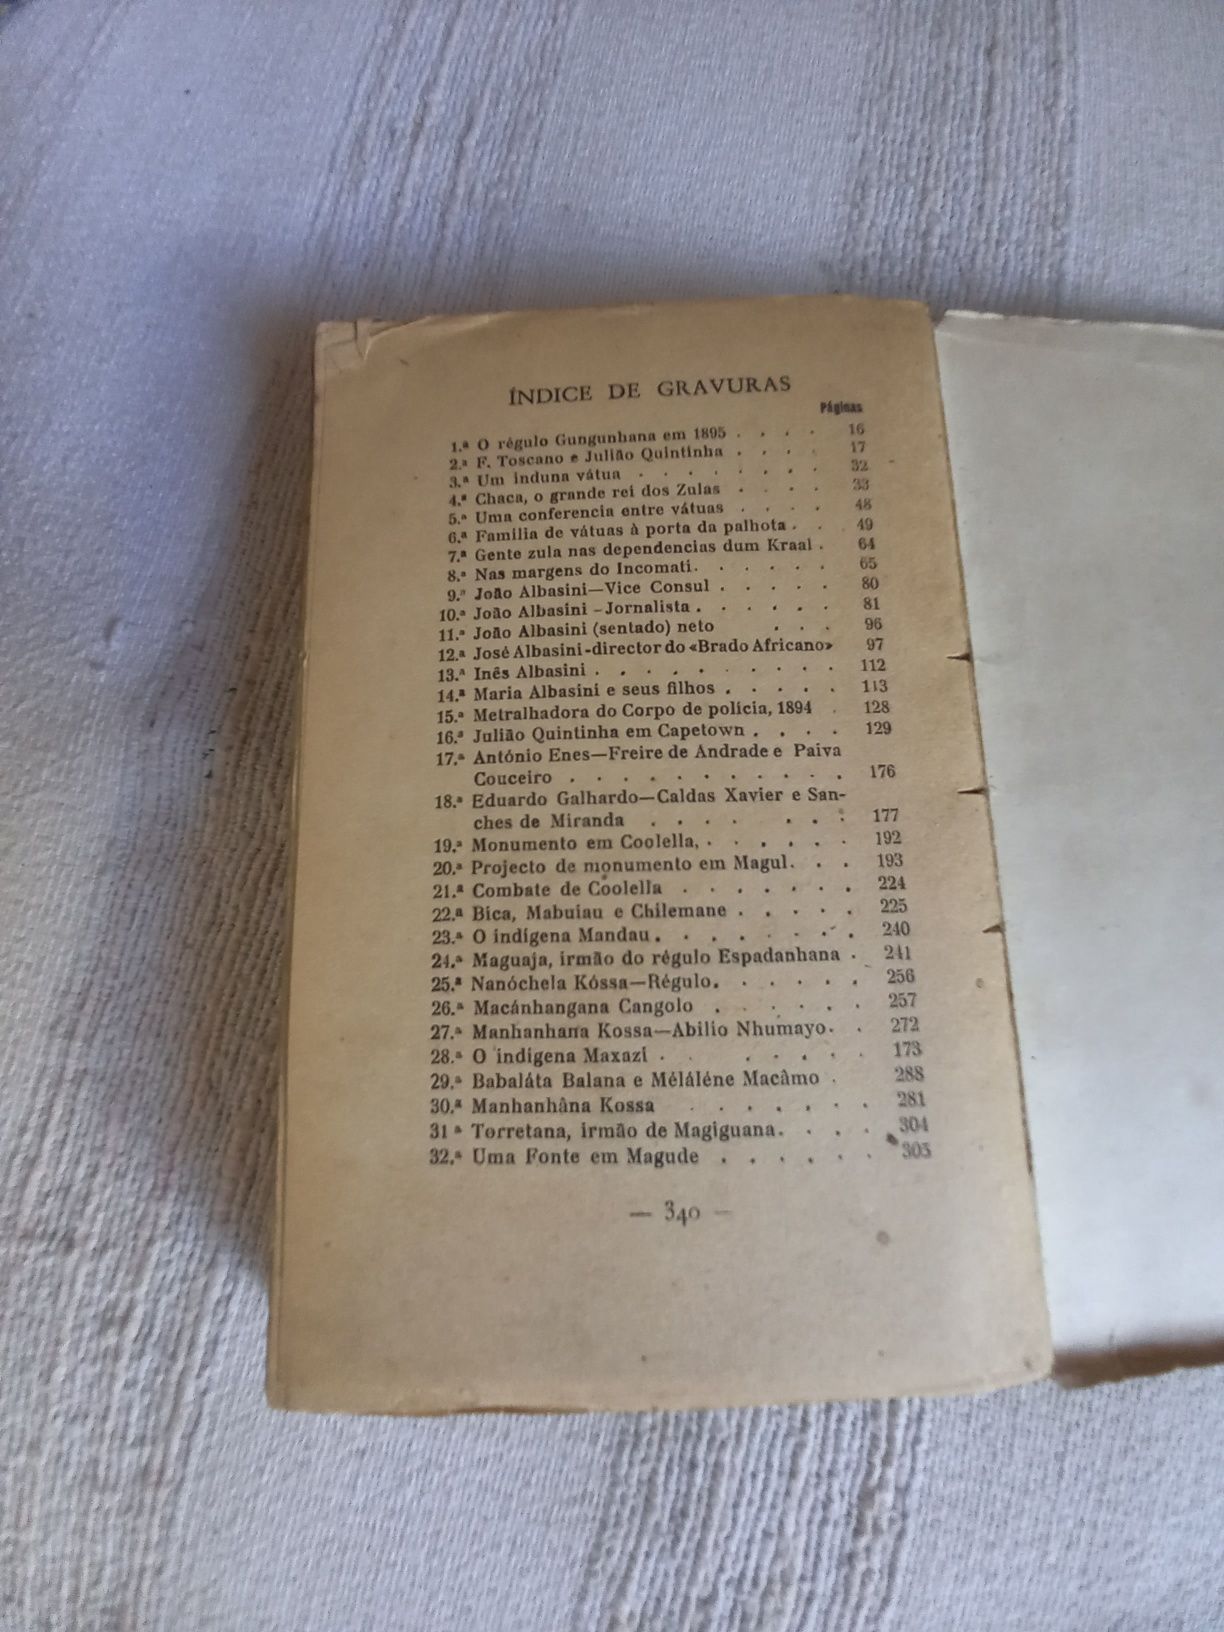 ÍNDICE DE GRAVURAS
Páginas
1.ª O régulo Gungunhana em 1895 . . . . 16
2.ª F. Toscano e Julião Quintinha . . . . 17
3.ª Um induna vátua . . . . . . . . 32
4.ª Chaca, o grande rei dos Zulas . . . . 33
5.ª Uma conferencia entre vátuas . . . . 48
6.ª Familia de vátuas à porta da palhota . . 49
7.ª Gente zula nas dependencias dum Kraal . 64
8.ª Nas margens do Incomati. . . . . . 65
9.ª João Albasini—Vice Consul . . . . . 80
10.ª João Albasini -Jornalista . . . . . . 81
11.ª João Albasini (sentado) neto . . . 96
12.ª José Albasini-director do «Brado Africano» 97
13.ª Inês Albasini . . . . . . . . . . 112
14.ª Maria Albasini e seus filhos . . . . . 113
15.ª Metralhadora do Corpo de polícia, 1894 . 128
16.ª Julião Quintinha em Capetown . . . . 129
17.ª António Enes—Freire de Andrade e Paiva
Couceiro . . . . . . . . . . . 176
18.ª Eduardo Galhardo—Caldas Xavier e San-
ches de Miranda . . . . . . : 177
19.ª Monumento em Coolella, . . . . . . 192
20.ª Projecto de monumento em Magul. . . 193
21.ª Combate de Coolella . . . . . . . 224
22.ª Bica, Mabuiau e Chilemane . . . . . 225
23.ª O indígena Mandau . . . . . . . . 240
24.ª Maguaja, irmão do régulo Espadanhana . 241
25.ª Nanóchela Kóssa—Régulo. . . . . . 256
26.ª Macánhangana Cangolo . . . . . . 257
27.ª Manhanhana Kossa—Abilio Nhumayo. . 272
28.ª O indígena Maxazi . . . . . . 173
29.ª Babaláta Balana e Méláléne Macâmo . 288
30.ª Manhanhâna Kossa . . . . . . . 281
31 ª Torretana, irmão de Magiguana. . . . 304
32.ª Uma Fonte em Magude . . . . . . 305
— 340 —